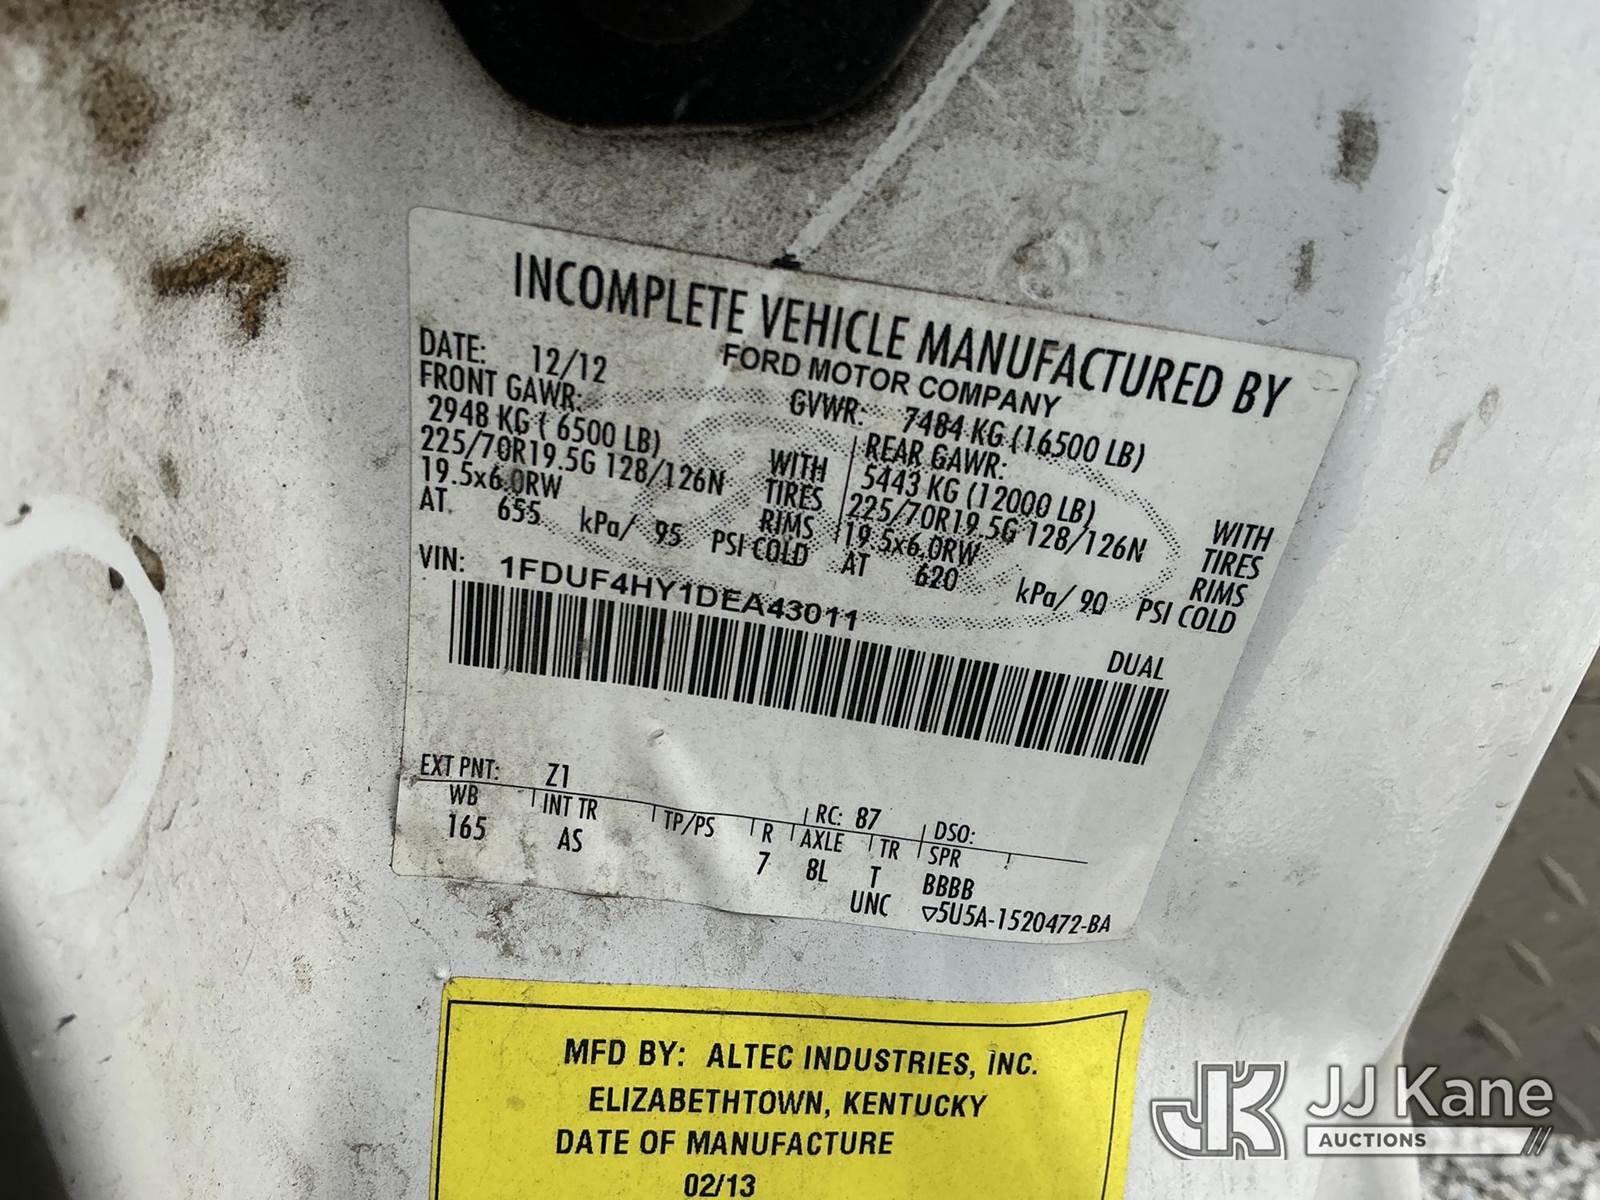 INCOMPLETE VEHICLE MANUFACTURED BY
FORD MOTOR COMPANY
DATE: 12/12 GVWR: 7484 KG (16500 LB)
FRONT GAWR: REAR GAWR:
2948 KG ( 6500 LB) WITH 5443 KG (12000 LB) WITH
225/70R19.5G 128/126N TIRES 225/70R19.5G 128/126N TIRES
19.5x6.0RW RIMS 19.5x6.0RW RIMS
AT 655 kPa/ 95 PSI COLD AT 620 kPa/ 90 PSI COLD
VIN: 1FDUF4HY1DEA43011
DUAL
EXT PNT: Z1 RC: 87 DSO:
WB INT TR TP/PS R AXLE TR SPR
165 AS 7 8L T BBBB
UNC ▽5U5A-1520472-BA
MFD BY: ALTEC INDUSTRIES, INC.
ELIZABETHTOWN, KENTUCKY
DATE OF MANUFACTURE
02/13
JK JJ Kane
AUCTIONS